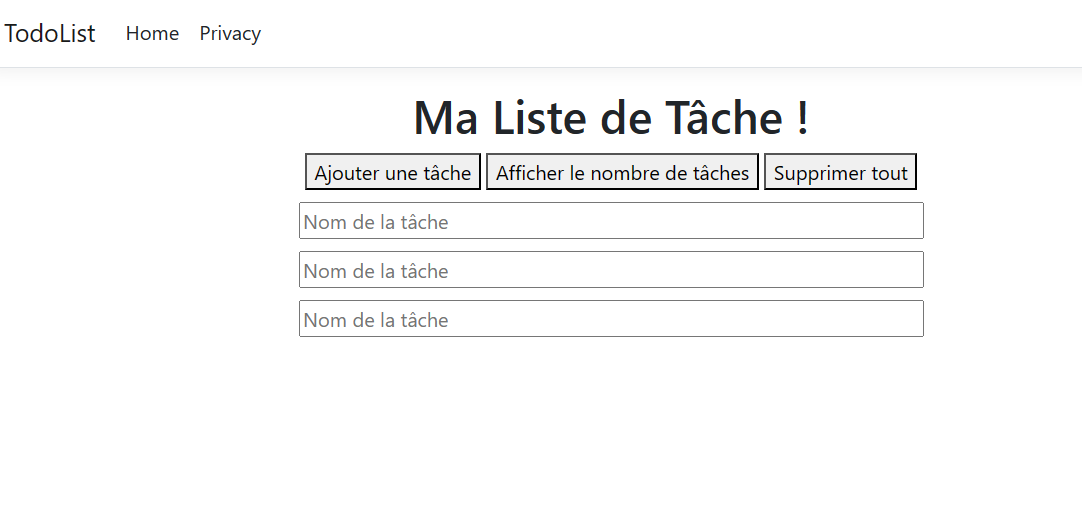 TodoList Home Privacy
Ma Liste de Tâche !
Ajouter une tâche Afficher le nombre de tâches Supprimer tout
Nom de la tâche
Nom de la tâche
Nom de la tâche